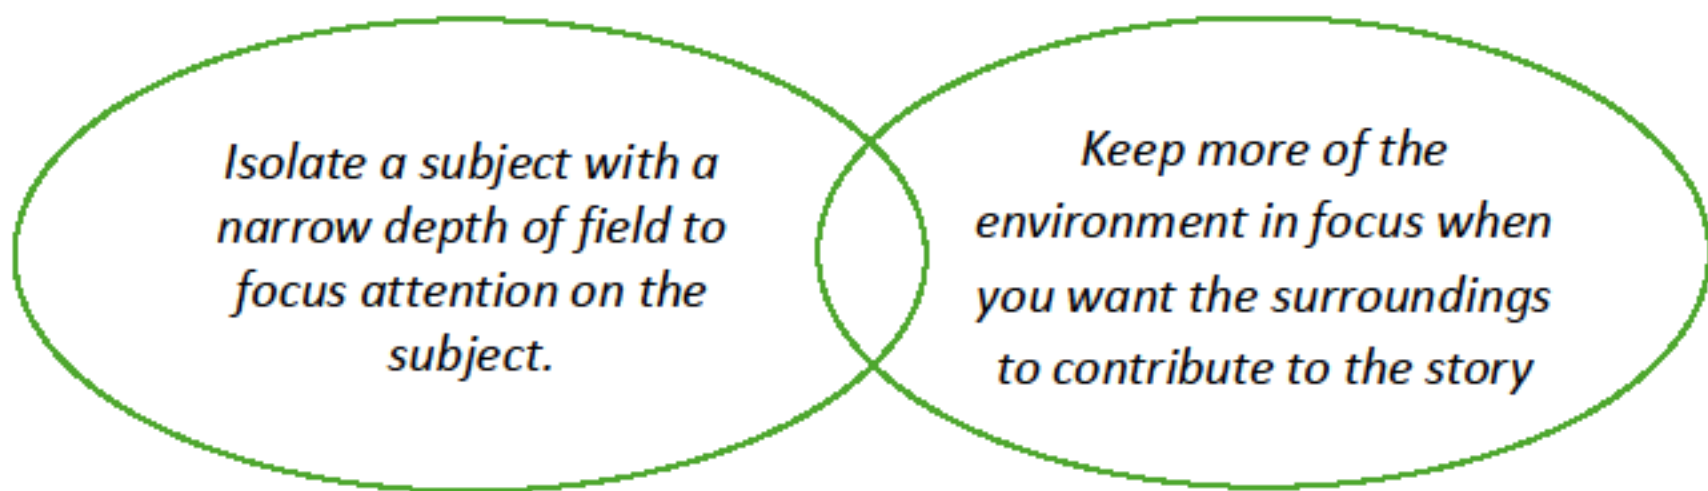 Isolate a subject with a
narrow depth of field to
focus attention on the
subject.
Keep more of the
environment in focus when
you want the surroundings
to contribute to the story